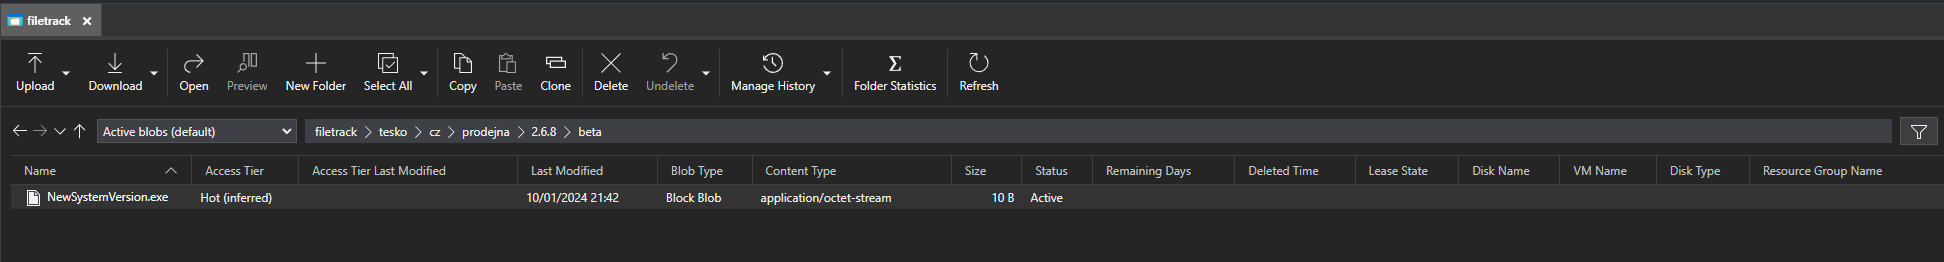 filetrack
Upload Download Open Preview New Folder Select All Copy Paste Clone Delete Undelete Manage History Folder Statistics Refresh
Active blobs (default) filetrack tesko cz prodejna 2.6.8 beta
Name Access Tier Access Tier Last Modified Last Modified Blob Type Content Type Size Status Remaining Days Deleted Time Lease State Disk Name VM Name Disk Type Resource Group Name
NewSystemVersion.exe Hot (inferred) 10/01/2024 21:42 Block Blob application/octet-stream 10 B Active